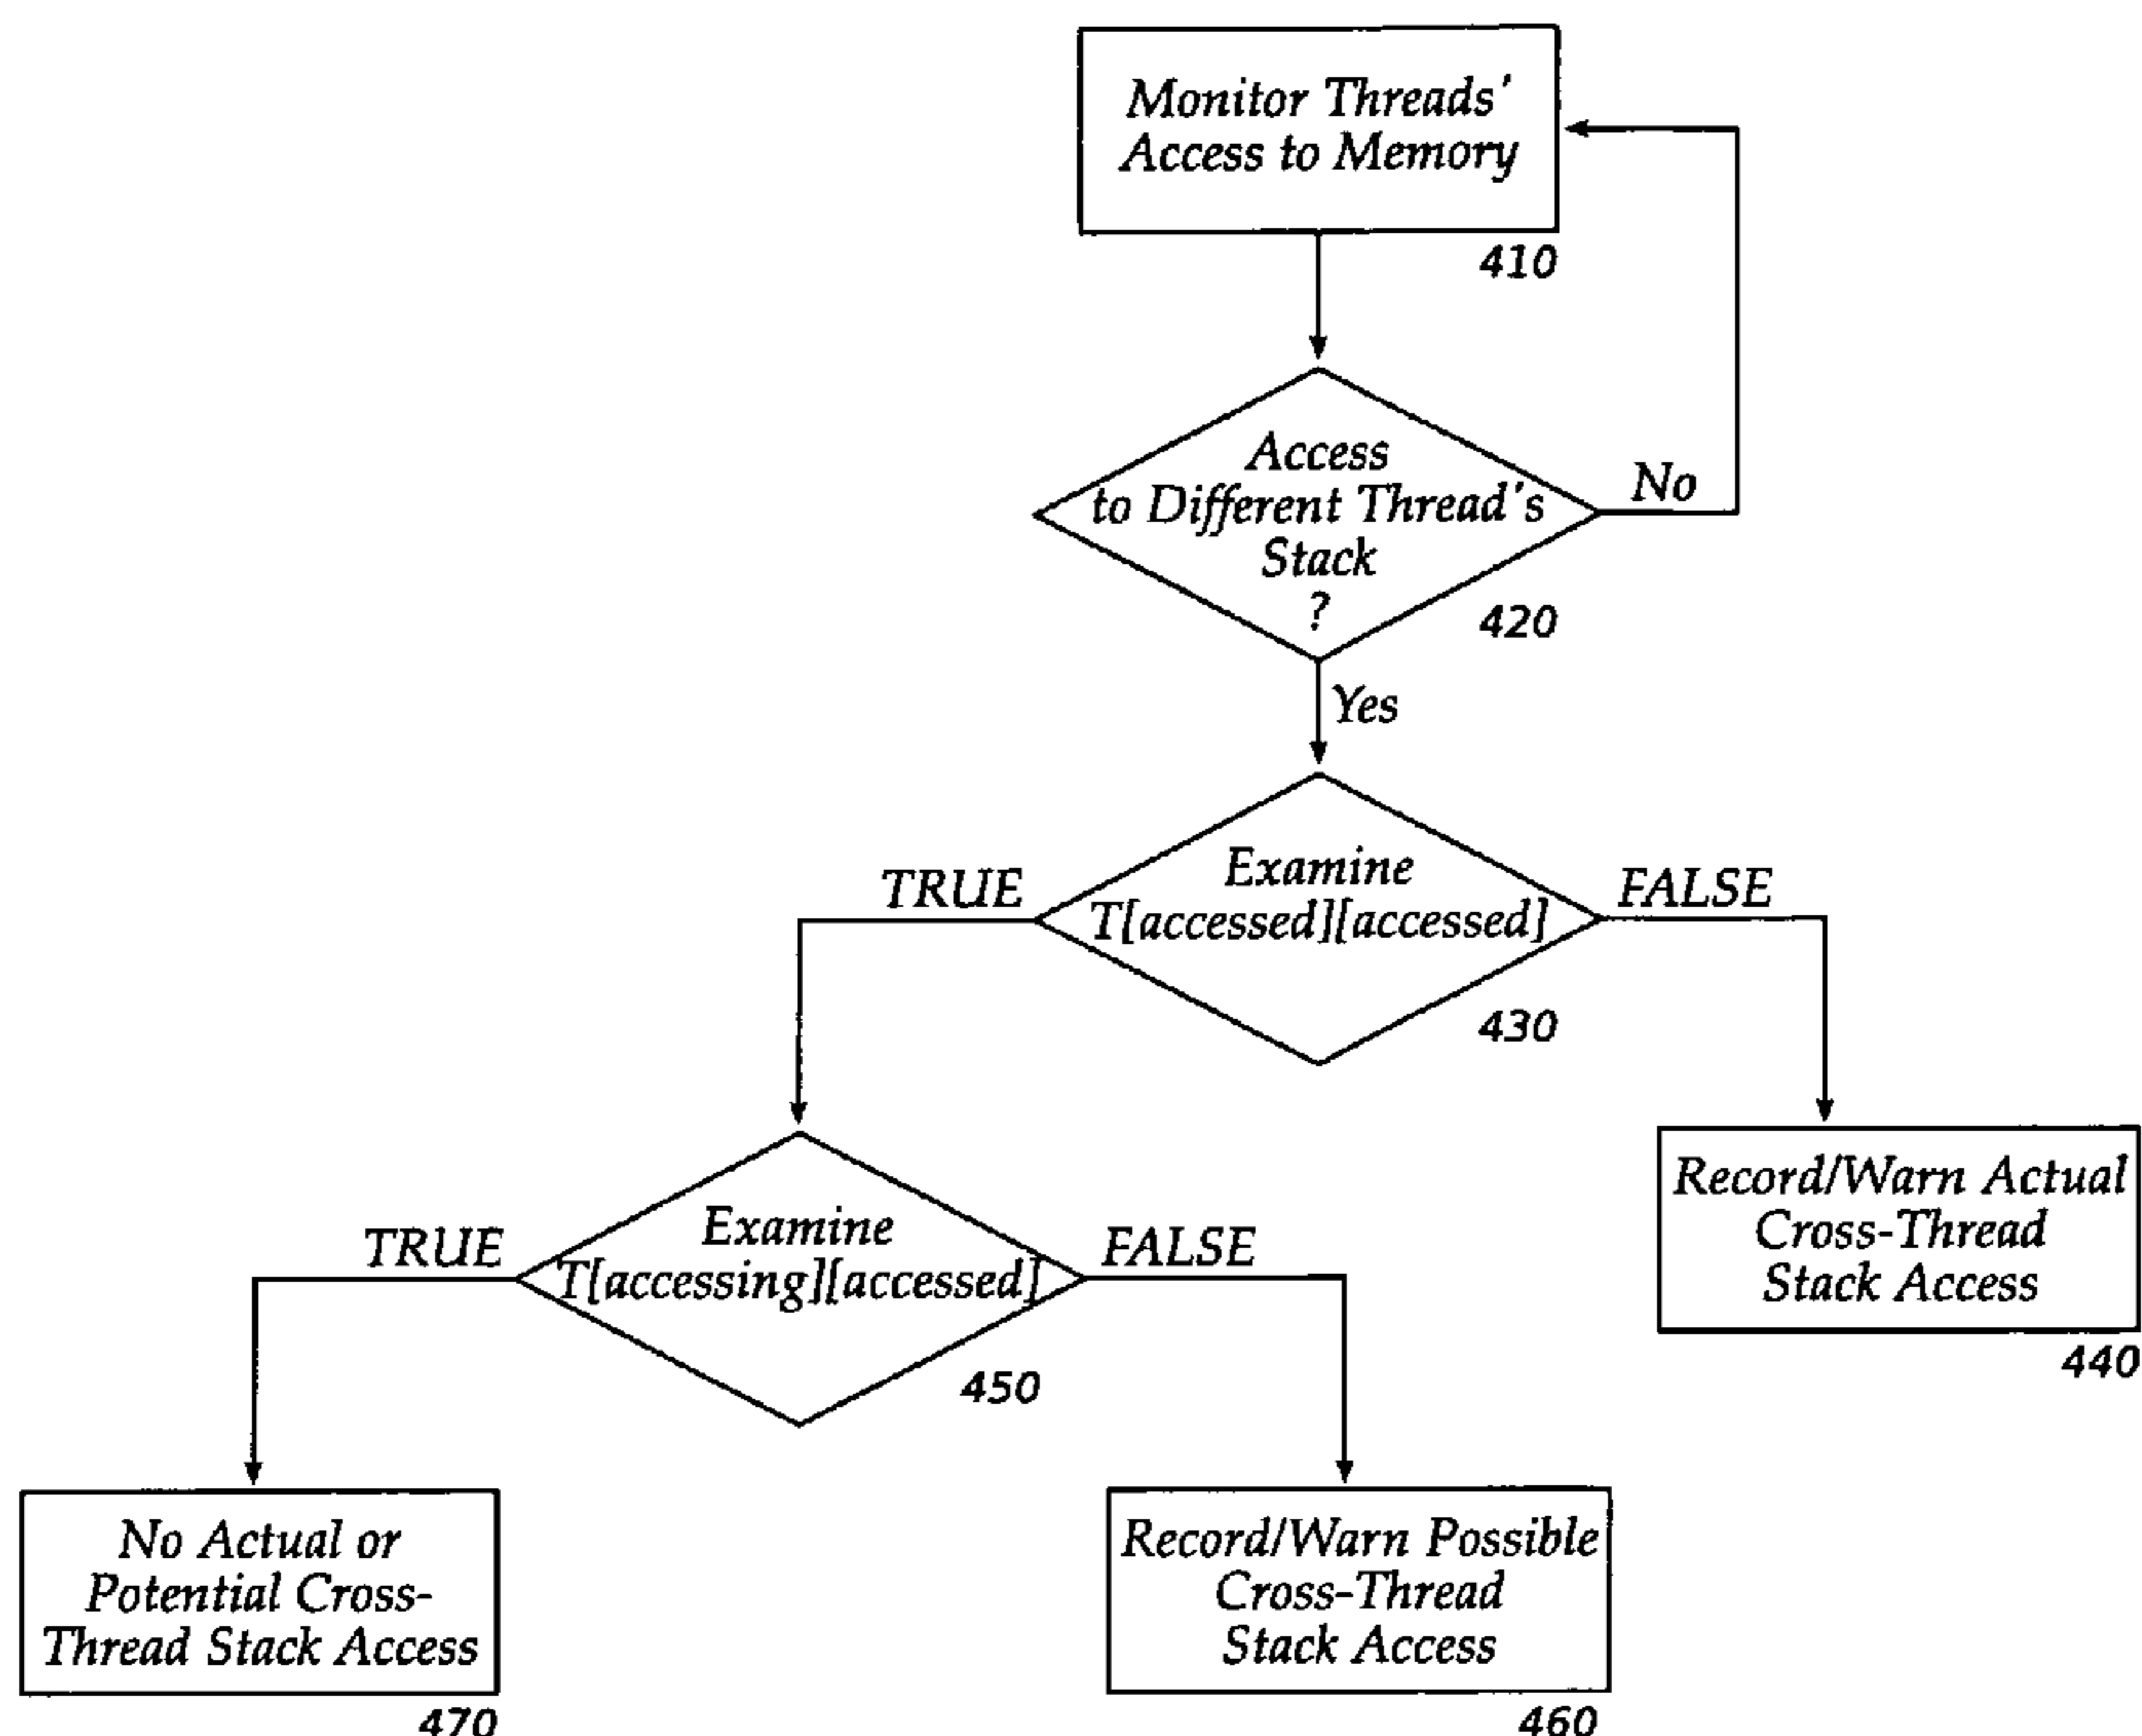 Monitor Threads'
Access to Memory
410
Access
to Different Thread's
Stack
?
No
420
Yes
Examine
T[accessed][accessed]
TRUE
FALSE
430
Record/Warn Actual
Cross-Thread
Stack Access
440
Examine
T[accessing][accessed]
TRUE
FALSE
450
No Actual or
Potential Cross-
Thread Stack Access
470
Record/Warn Possible
Cross-Thread
Stack Access
460